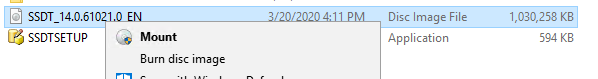 SSDT_14.0.61021.0_EN 3/20/2020 4:11 PM Disc Image File 1,030,258 KB
SSDTSETUP Application 594 KB
Mount
Burn disc image